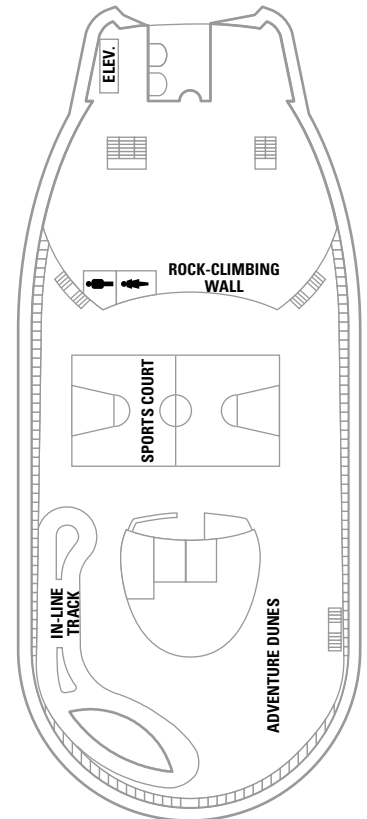 ELEV.
ROCK-CLIMBING
WALL
SPORTS COURT
IN-LINE
TRACK
ADVENTURE DUNES